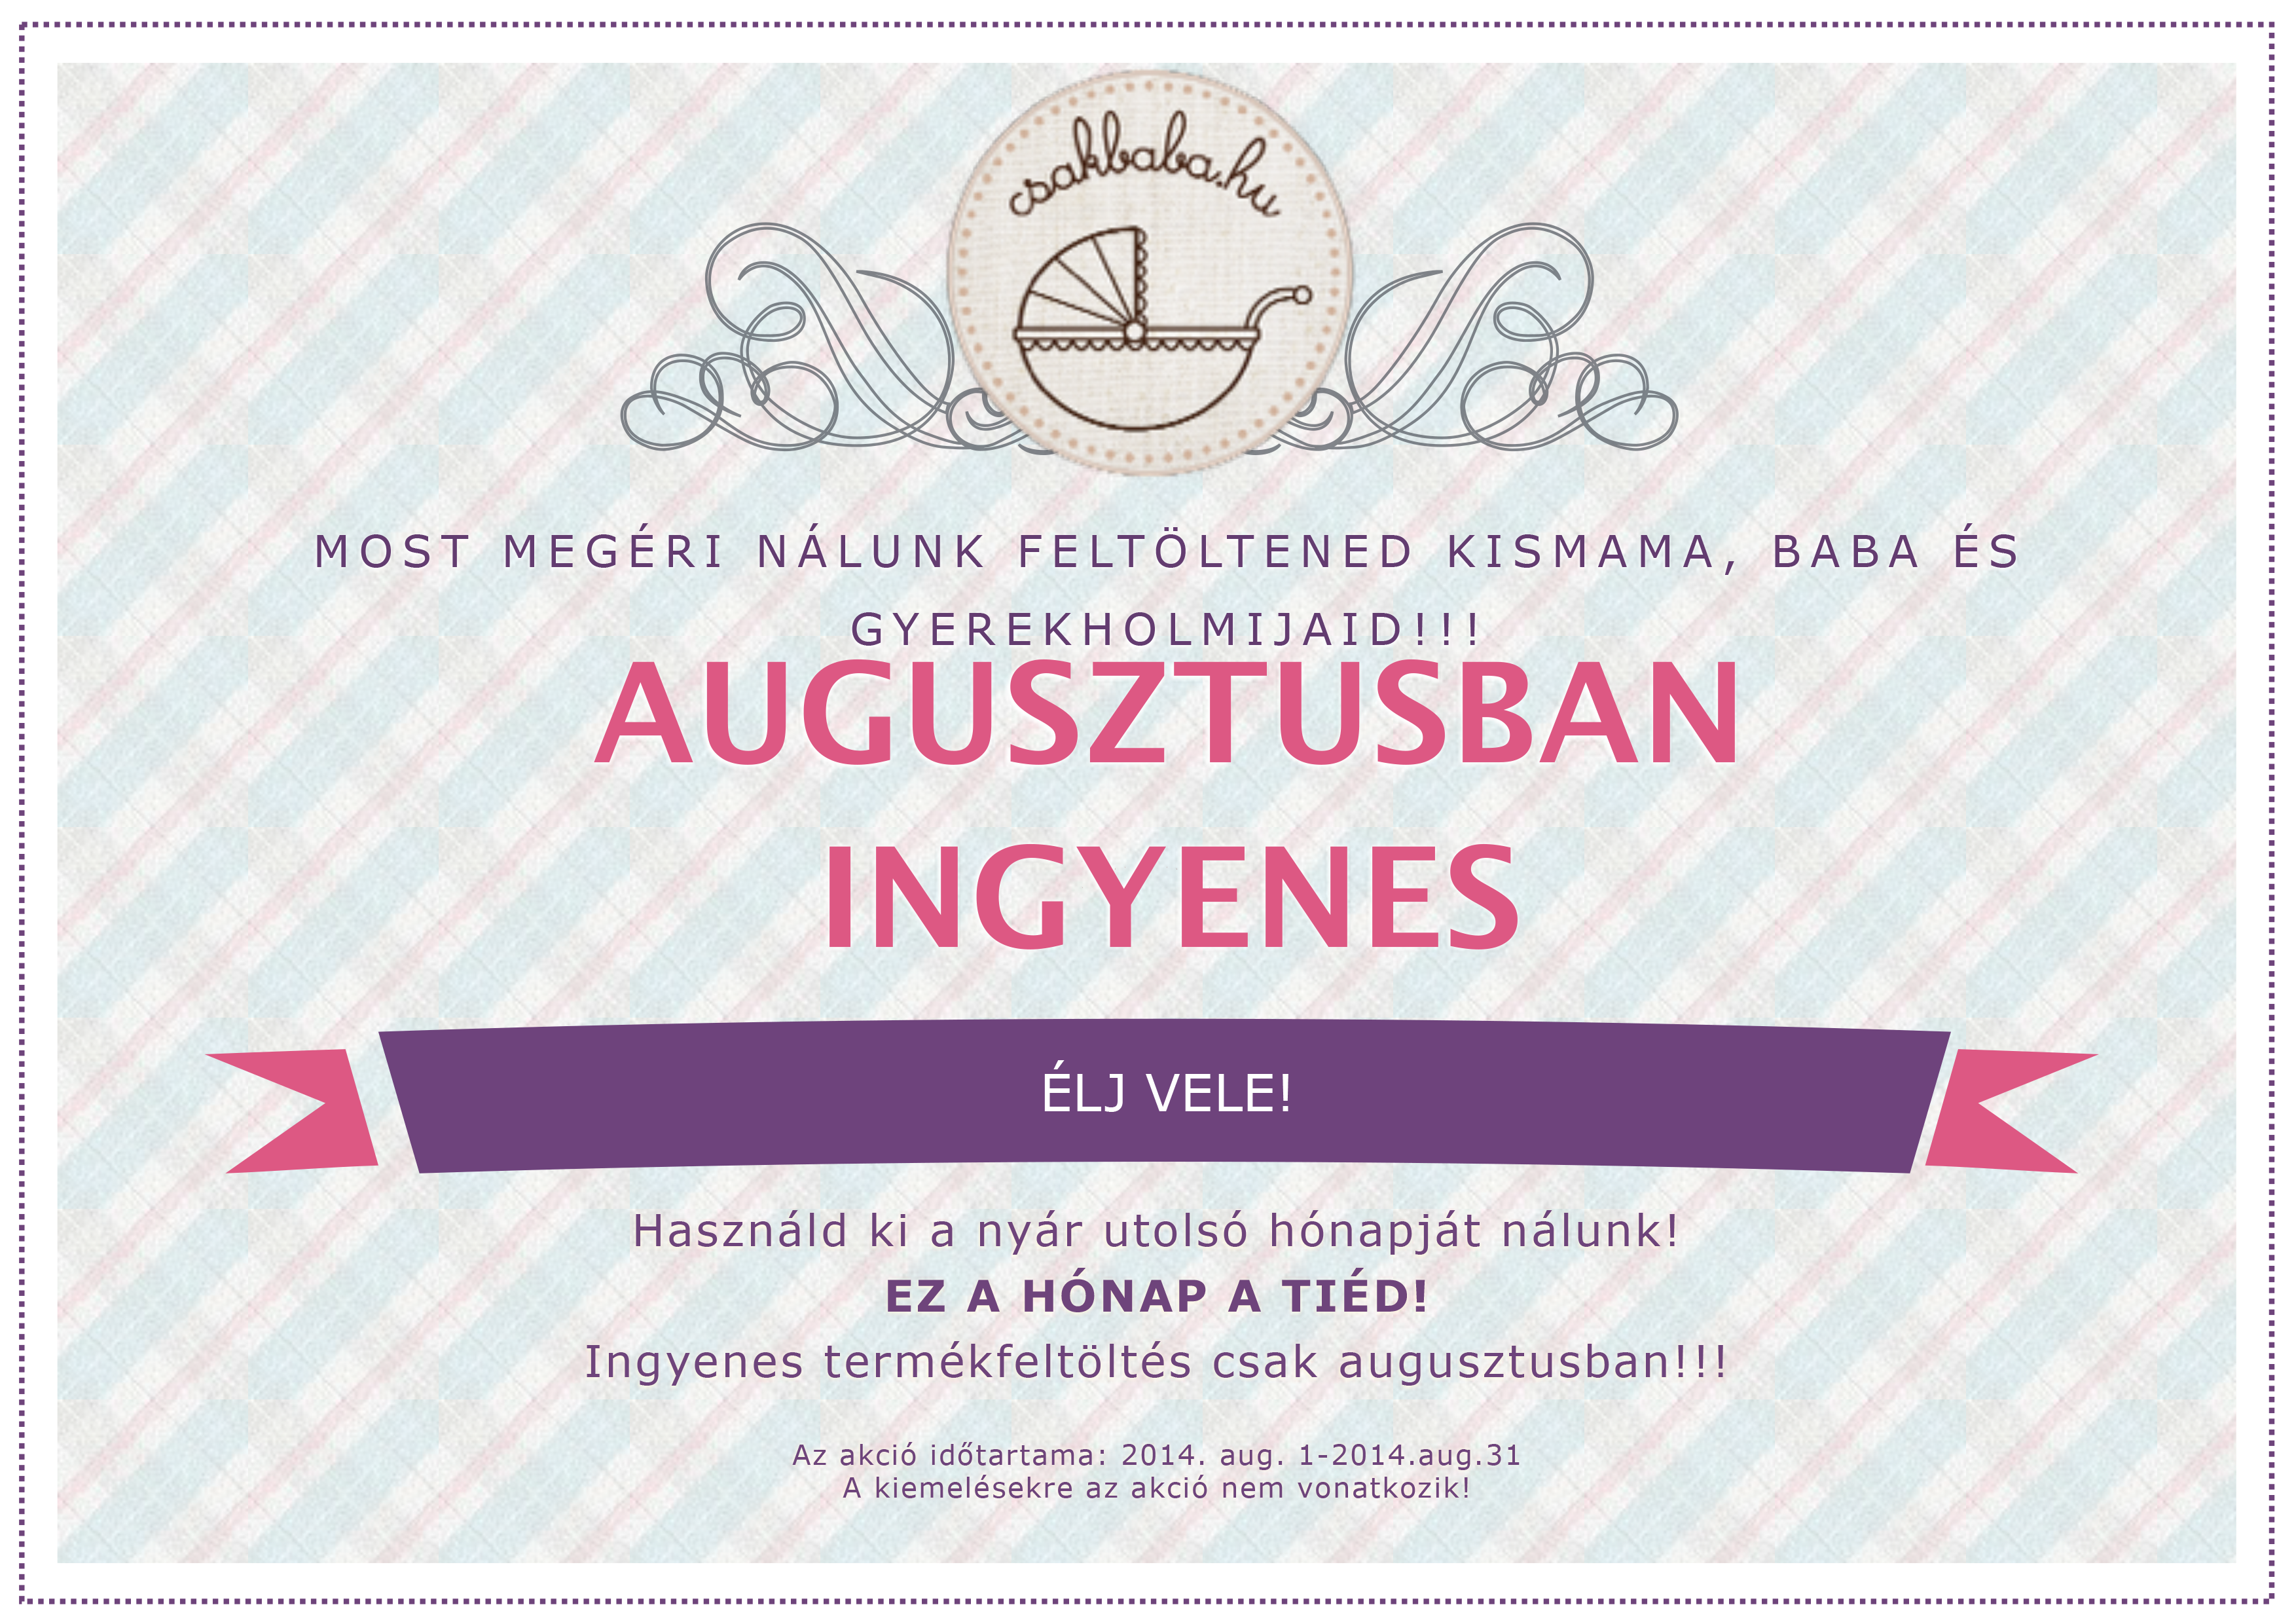 csakbaba.hu
MOST MEGÉRI NÁLUNK FELTÖLTENED KISMAMA, BABA ÉS
GYEREKHOLMIJAID!!!
AUGUSZTUSBAN
INGYENES
ÉLJ VELE!
Használd ki a nyár utolsó hónapját nálunk!
EZ A HÓNAP A TIÉD!
Ingyenes termékfeltöltés csak augusztusban!!!
Az akció időtartama: 2014. aug. 1-2014.aug.31
A kiemelésekre az akció nem vonatkozik!